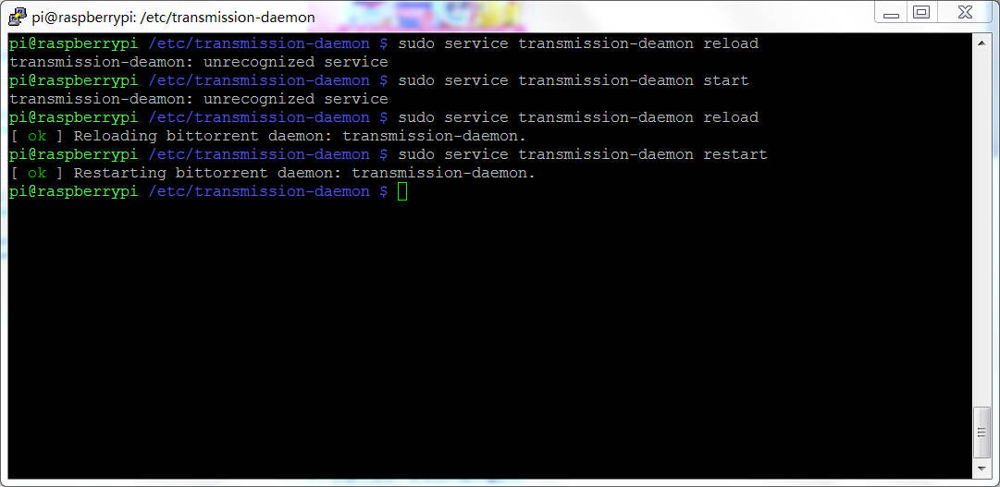 pi@raspberrypi: /etc/transmission-daemon
pi@raspberrypi /etc/transmission-daemon $ sudo service transmission-deamon reload
transmission-deamon: unrecognized service
pi@raspberrypi /etc/transmission-daemon $ sudo service transmission-deamon start
transmission-deamon: unrecognized service
pi@raspberrypi /etc/transmission-daemon $ sudo service transmission-daemon reload
[ ok ] Reloading bittorrent daemon: transmission-daemon.
pi@raspberrypi /etc/transmission-daemon $ sudo service transmission-daemon restart
[ ok ] Restarting bittorrent daemon: transmission-daemon.
pi@raspberrypi /etc/transmission-daemon $